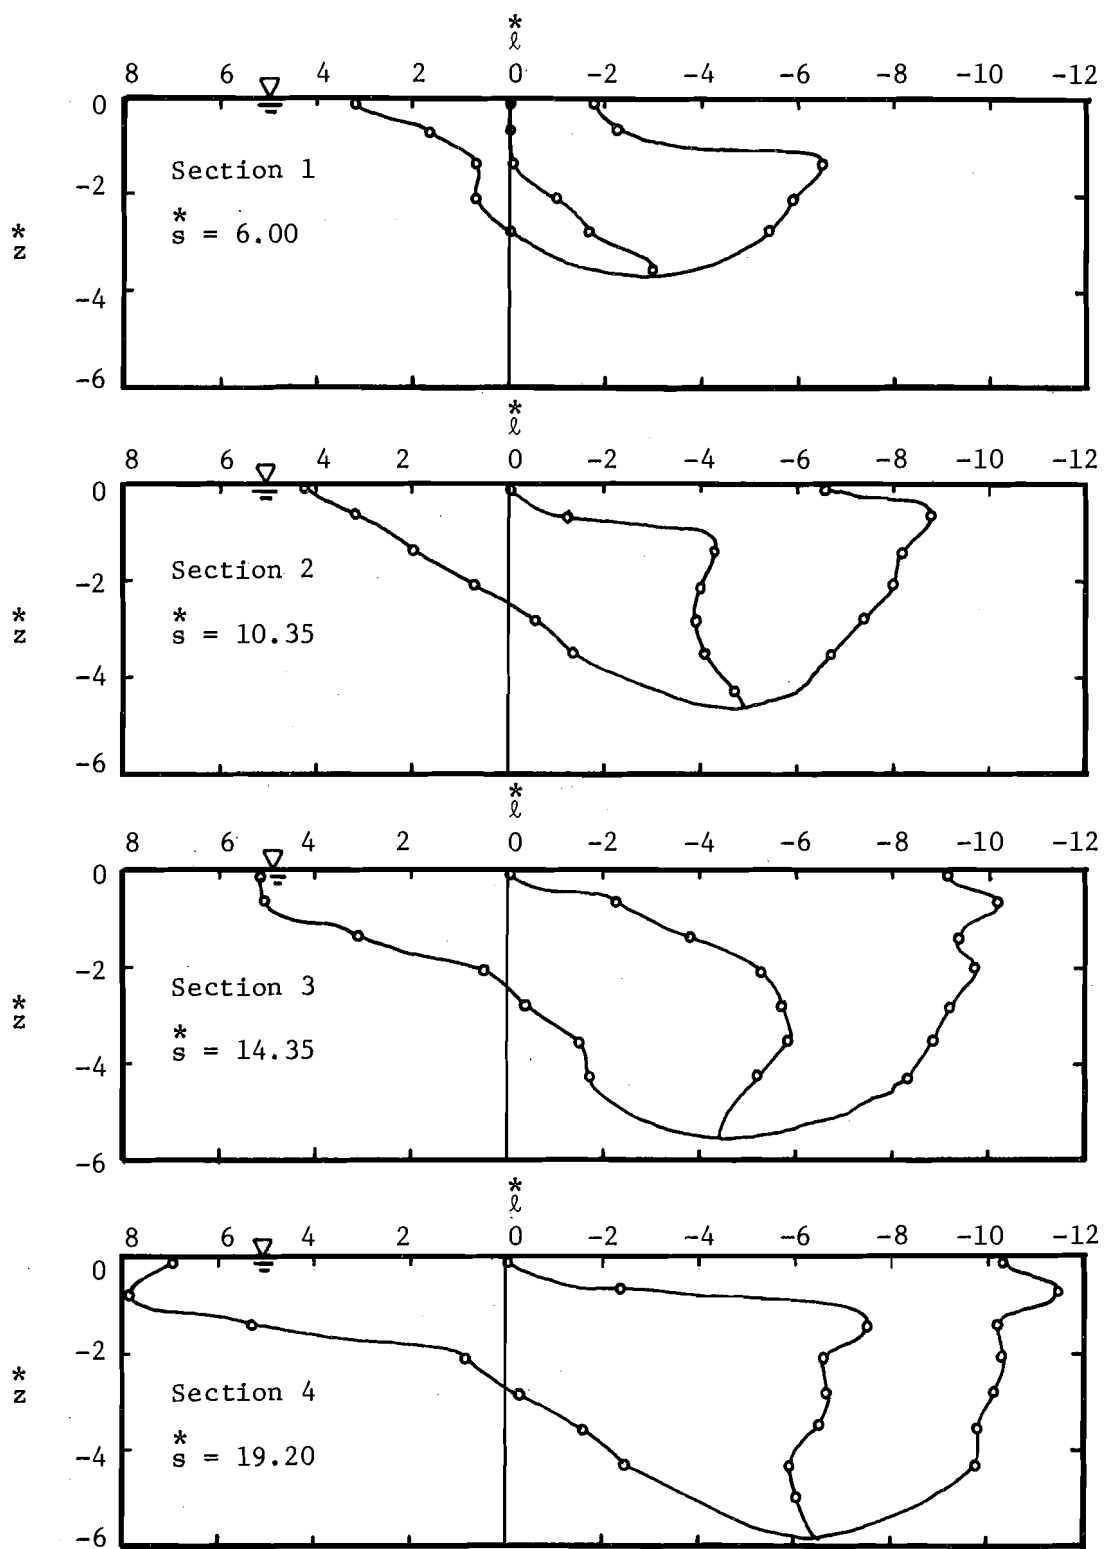 *
ℓ
8 6 4 2 0 -2 -4 -6 -8 -10 -12
0
Section 1
-2
*
s = 6.00
*
z
-4
-6
*
ℓ
8 6 4 2 0 -2 -4 -6 -8 -10 -12
0
Section 2
-2
*
s = 10.35
*
z
-4
-6
*
ℓ
8 6 4 2 0 -2 -4 -6 -8 -10 -12
0
-2
Section 3
*
z
*
s = 14.35
-4
-6
*
ℓ
8 6 4 2 0 -2 -4 -6 -8 -10 -12
0
-2
*
z
Section 4
*
s = 19.20
-4
-6